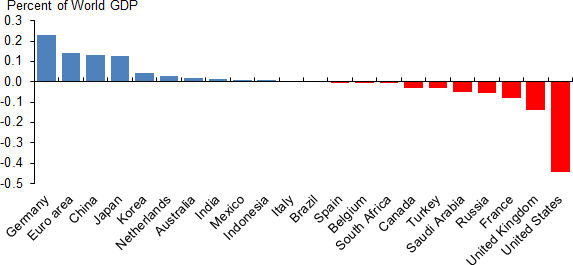 Percent of World GDP
0.3
0.2
0.1
0.0
-0.1
-0.2
-0.3
-0.4
-0.5
Germany
Euro area
China
Japan
Korea
Netherlands
Australia
India
Mexico
Indonesia
Italy
Brazil
Spain
Belgium
South Africa
Canada
Turkey
Saudi Arabia
Russia
France
United Kingdom
United States